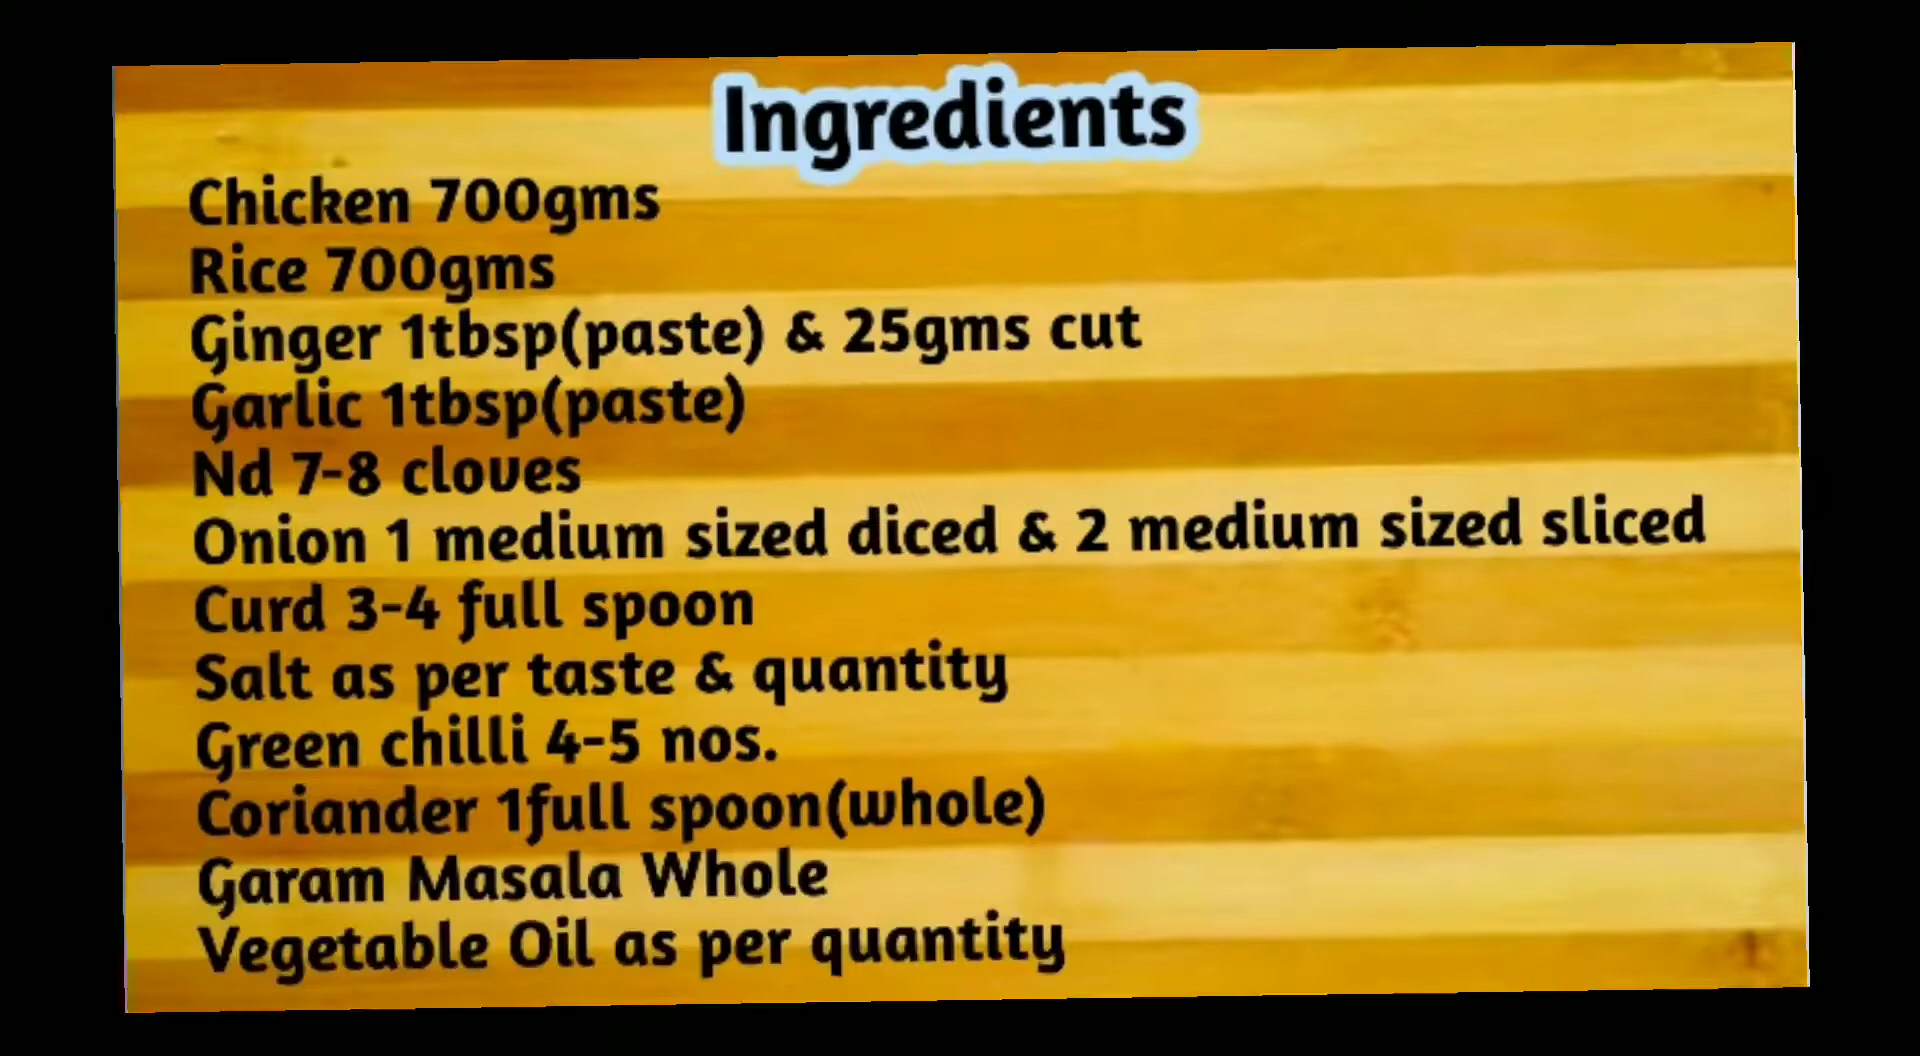 Ingredients
Chicken 700gms
Rice 700gms
Ginger 1tbsp(paste) & 25gms cut
Garlic 1tbsp(paste)
Nd 7-8 cloves
Onion 1 medium sized diced & 2 medium sized sliced
Curd 3-4 full spoon
Salt as per taste & quantity
Green chilli 4-5 nos.
Coriander 1full spoon(whole)
Garam Masala Whole
Vegetable Oil as per quantity